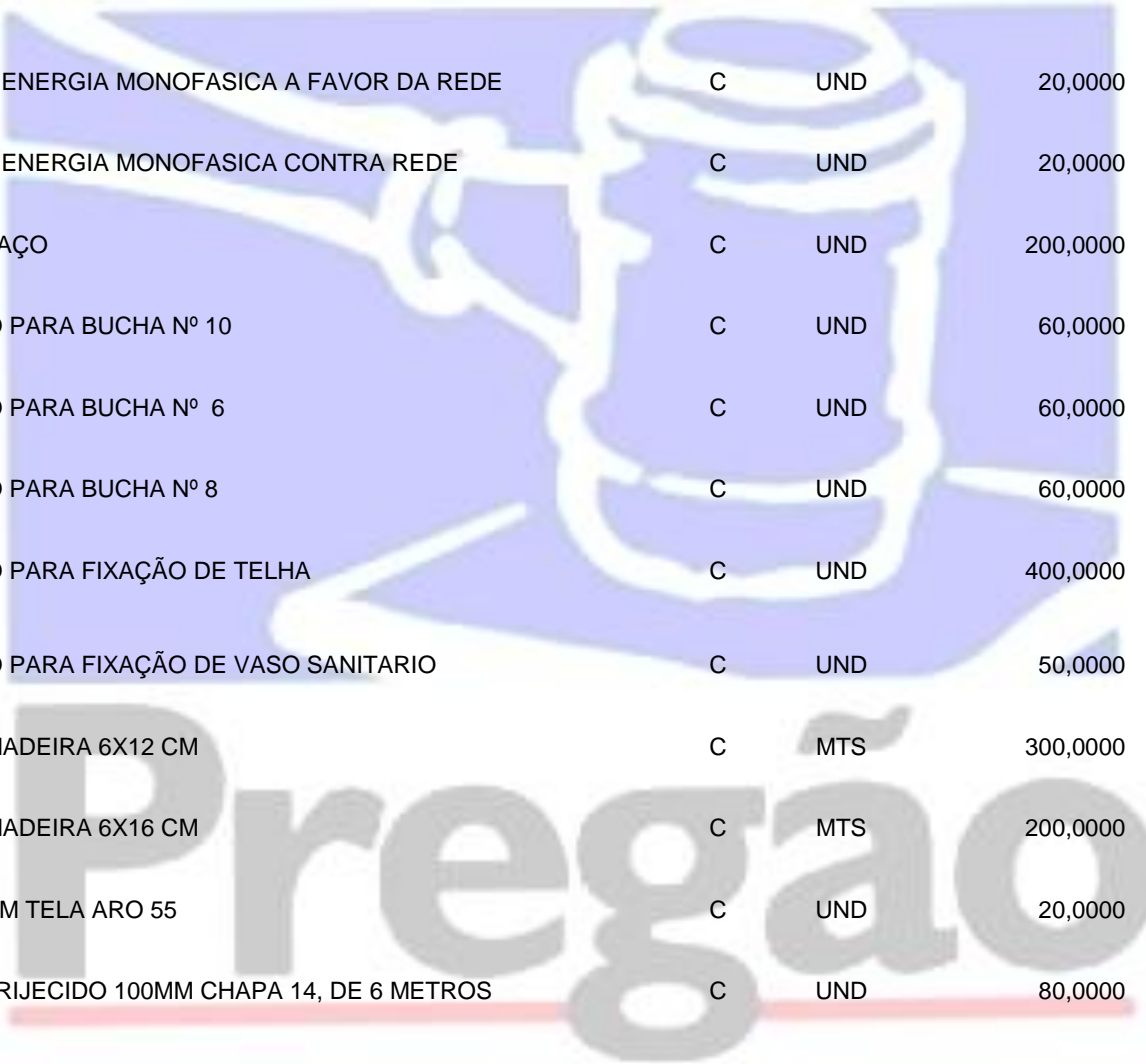 ENERGIA MONOFASICA A FAVOR DA REDE C UND 20,0000
ENERGIA MONOFASICA CONTRA REDE C UND 20,0000
AÇO C UND 200,0000
PARA BUCHA Nº 10 C UND 60,0000
PARA BUCHA Nº 6 C UND 60,0000
PARA BUCHA Nº 8 C UND 60,0000
PARA FIXAÇÃO DE TELHA C UND 400,0000
PARA FIXAÇÃO DE VASO SANITARIO C UND 50,0000
MADEIRA 6X12 CM C MTS 300,0000
MADEIRA 6X16 CM C MTS 200,0000
M TELA ARO 55 C UND 20,0000
RIJECIDO 100MM CHAPA 14, DE 6 METROS C UND 80,0000
Pregão